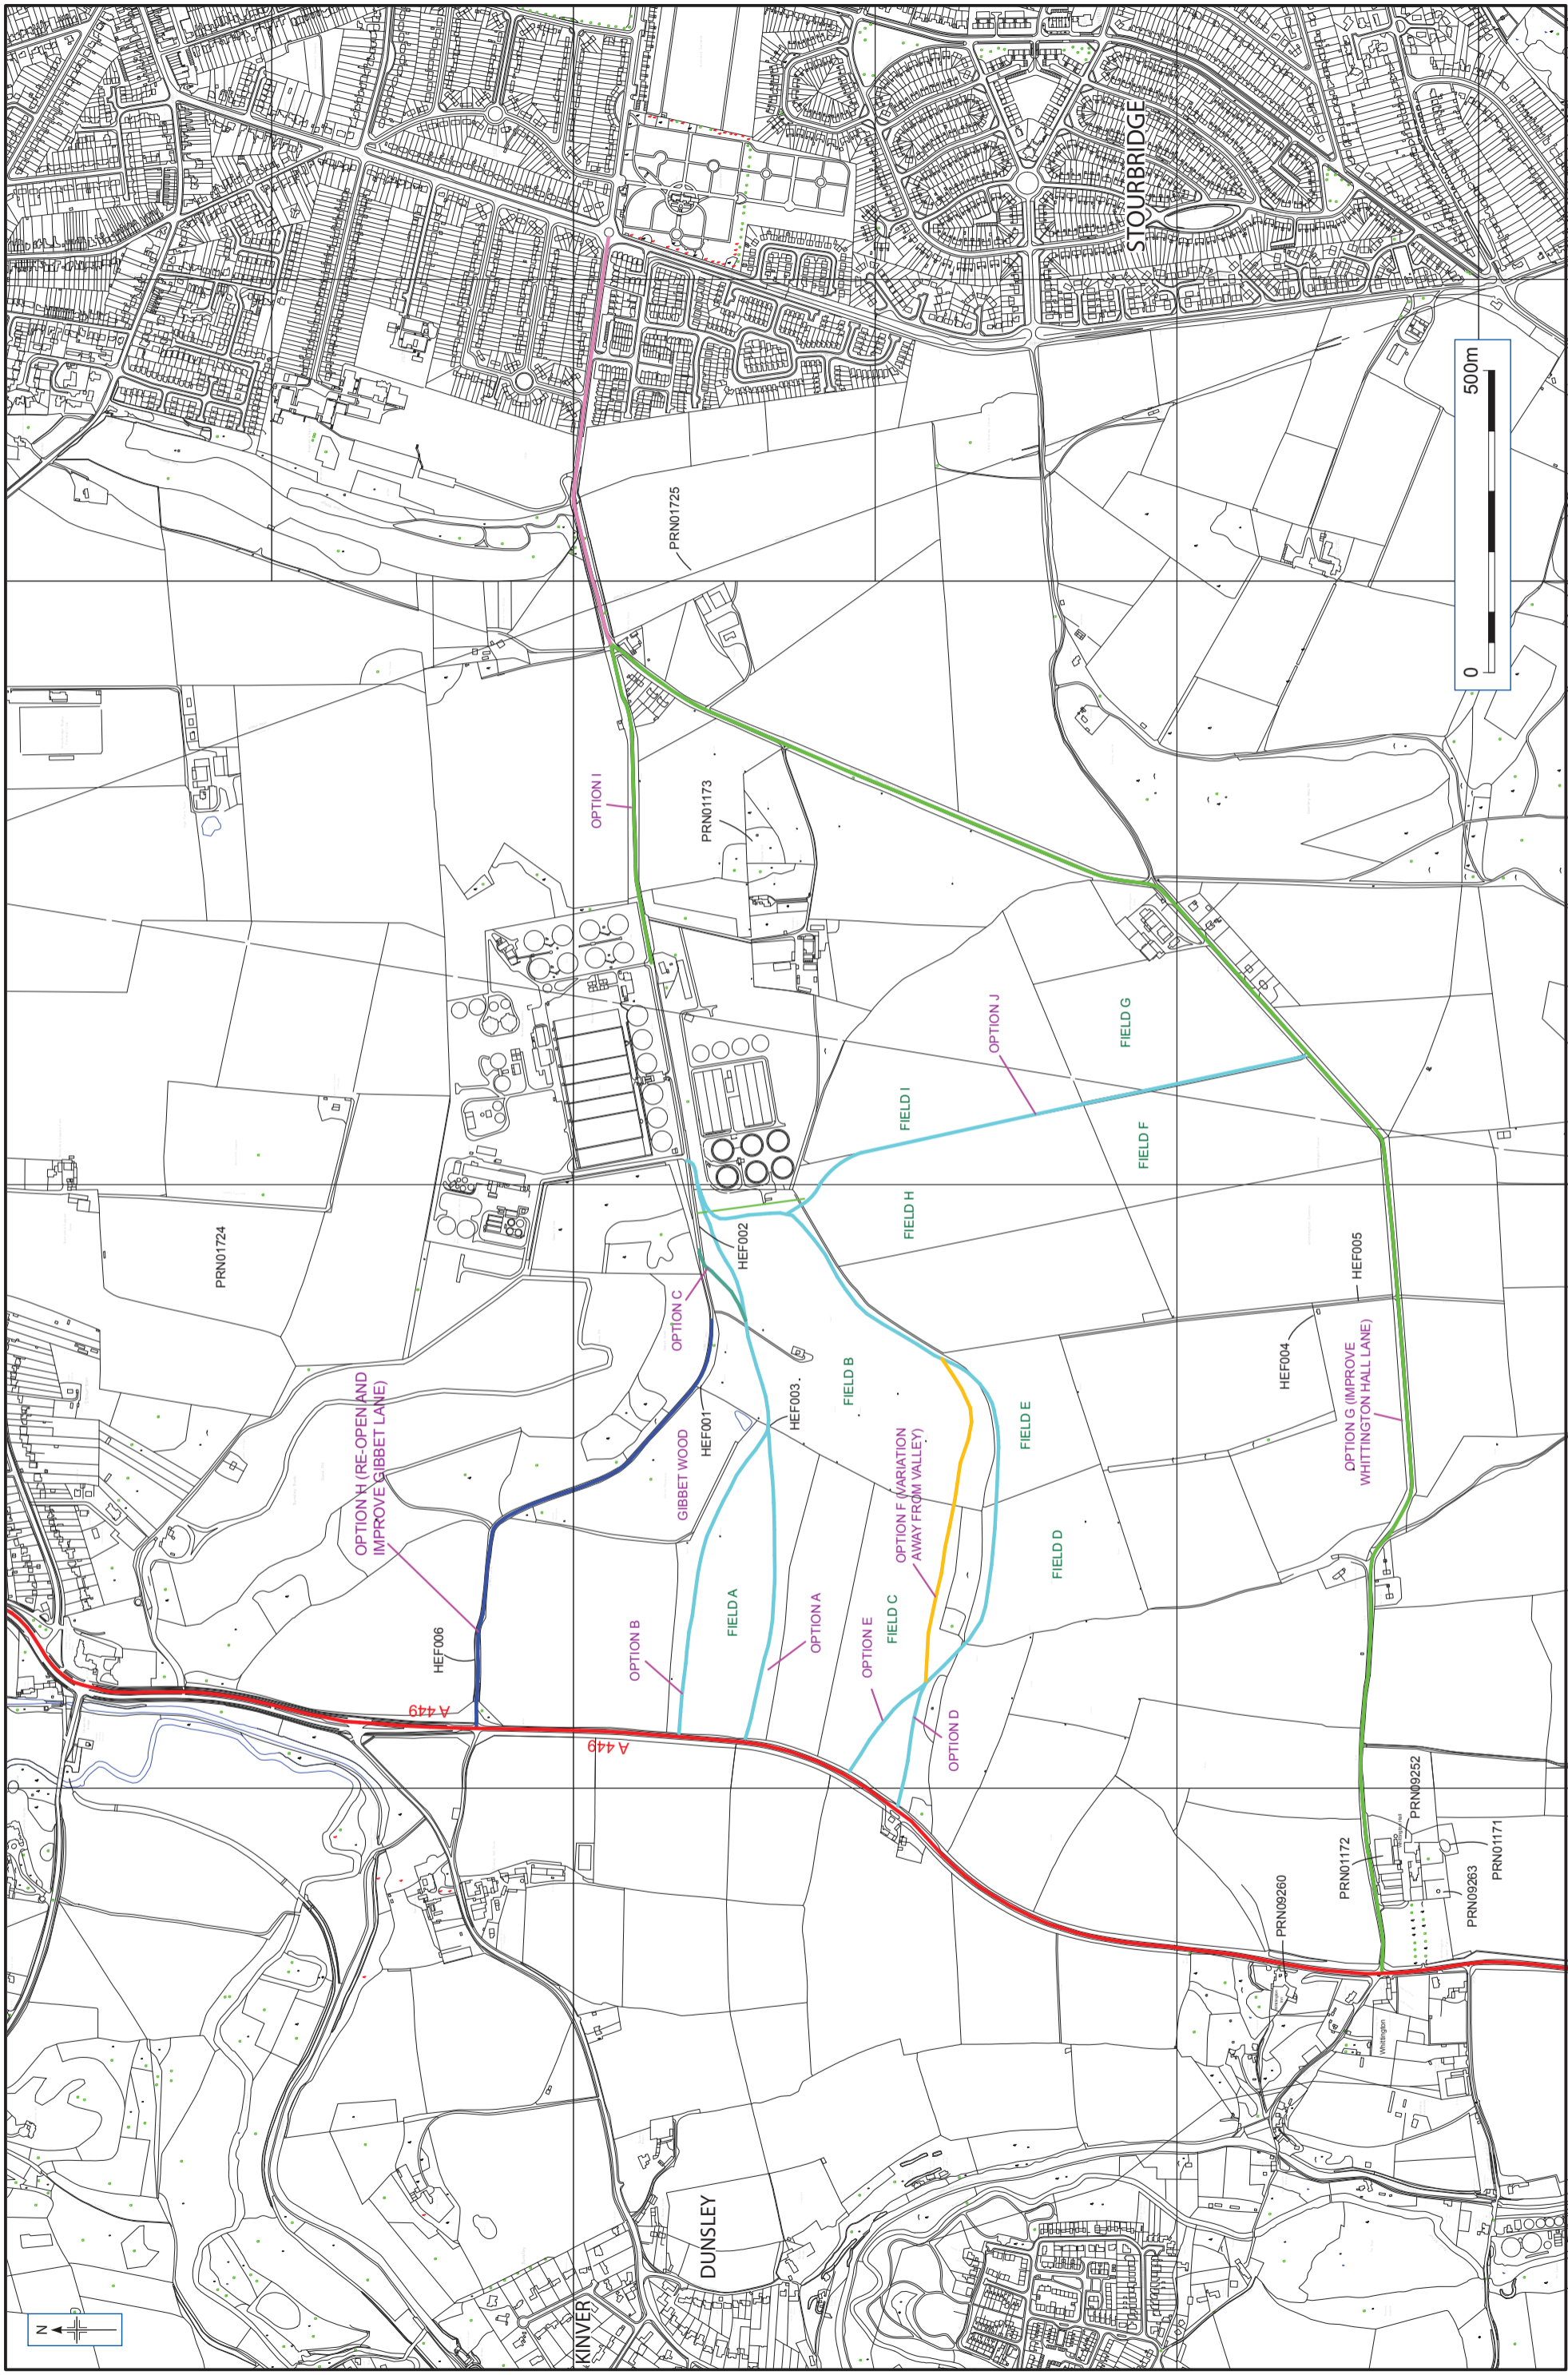 N
KINVER
DUNSLEY
STOURBRIDGE
A 449
A 449
OPTION H (RE-OPEN AND
IMPROVE GIBBET LANE)
HEF006
GIBBET WOOD
HEF001
OPTION B
FIELD A
OPTION A
HEF003
FIELD B
OPTION C
HEF002
PRN01724
OPTION I
PRN01173
PRN01725
OPTION E
FIELD C
OPTION F (VARIATION
AWAY FROM VALLEY)
OPTION D
FIELD D
FIELD E
FIELD H
FIELD I
OPTION J
FIELD F
FIELD G
HEF004
HEF005
OPTION G (IMPROVE
WHITTINGTON HALL LANE)
PRN09260
Whittington
PRN01172
PRN09252
PRN09263
PRN01171
0
500m